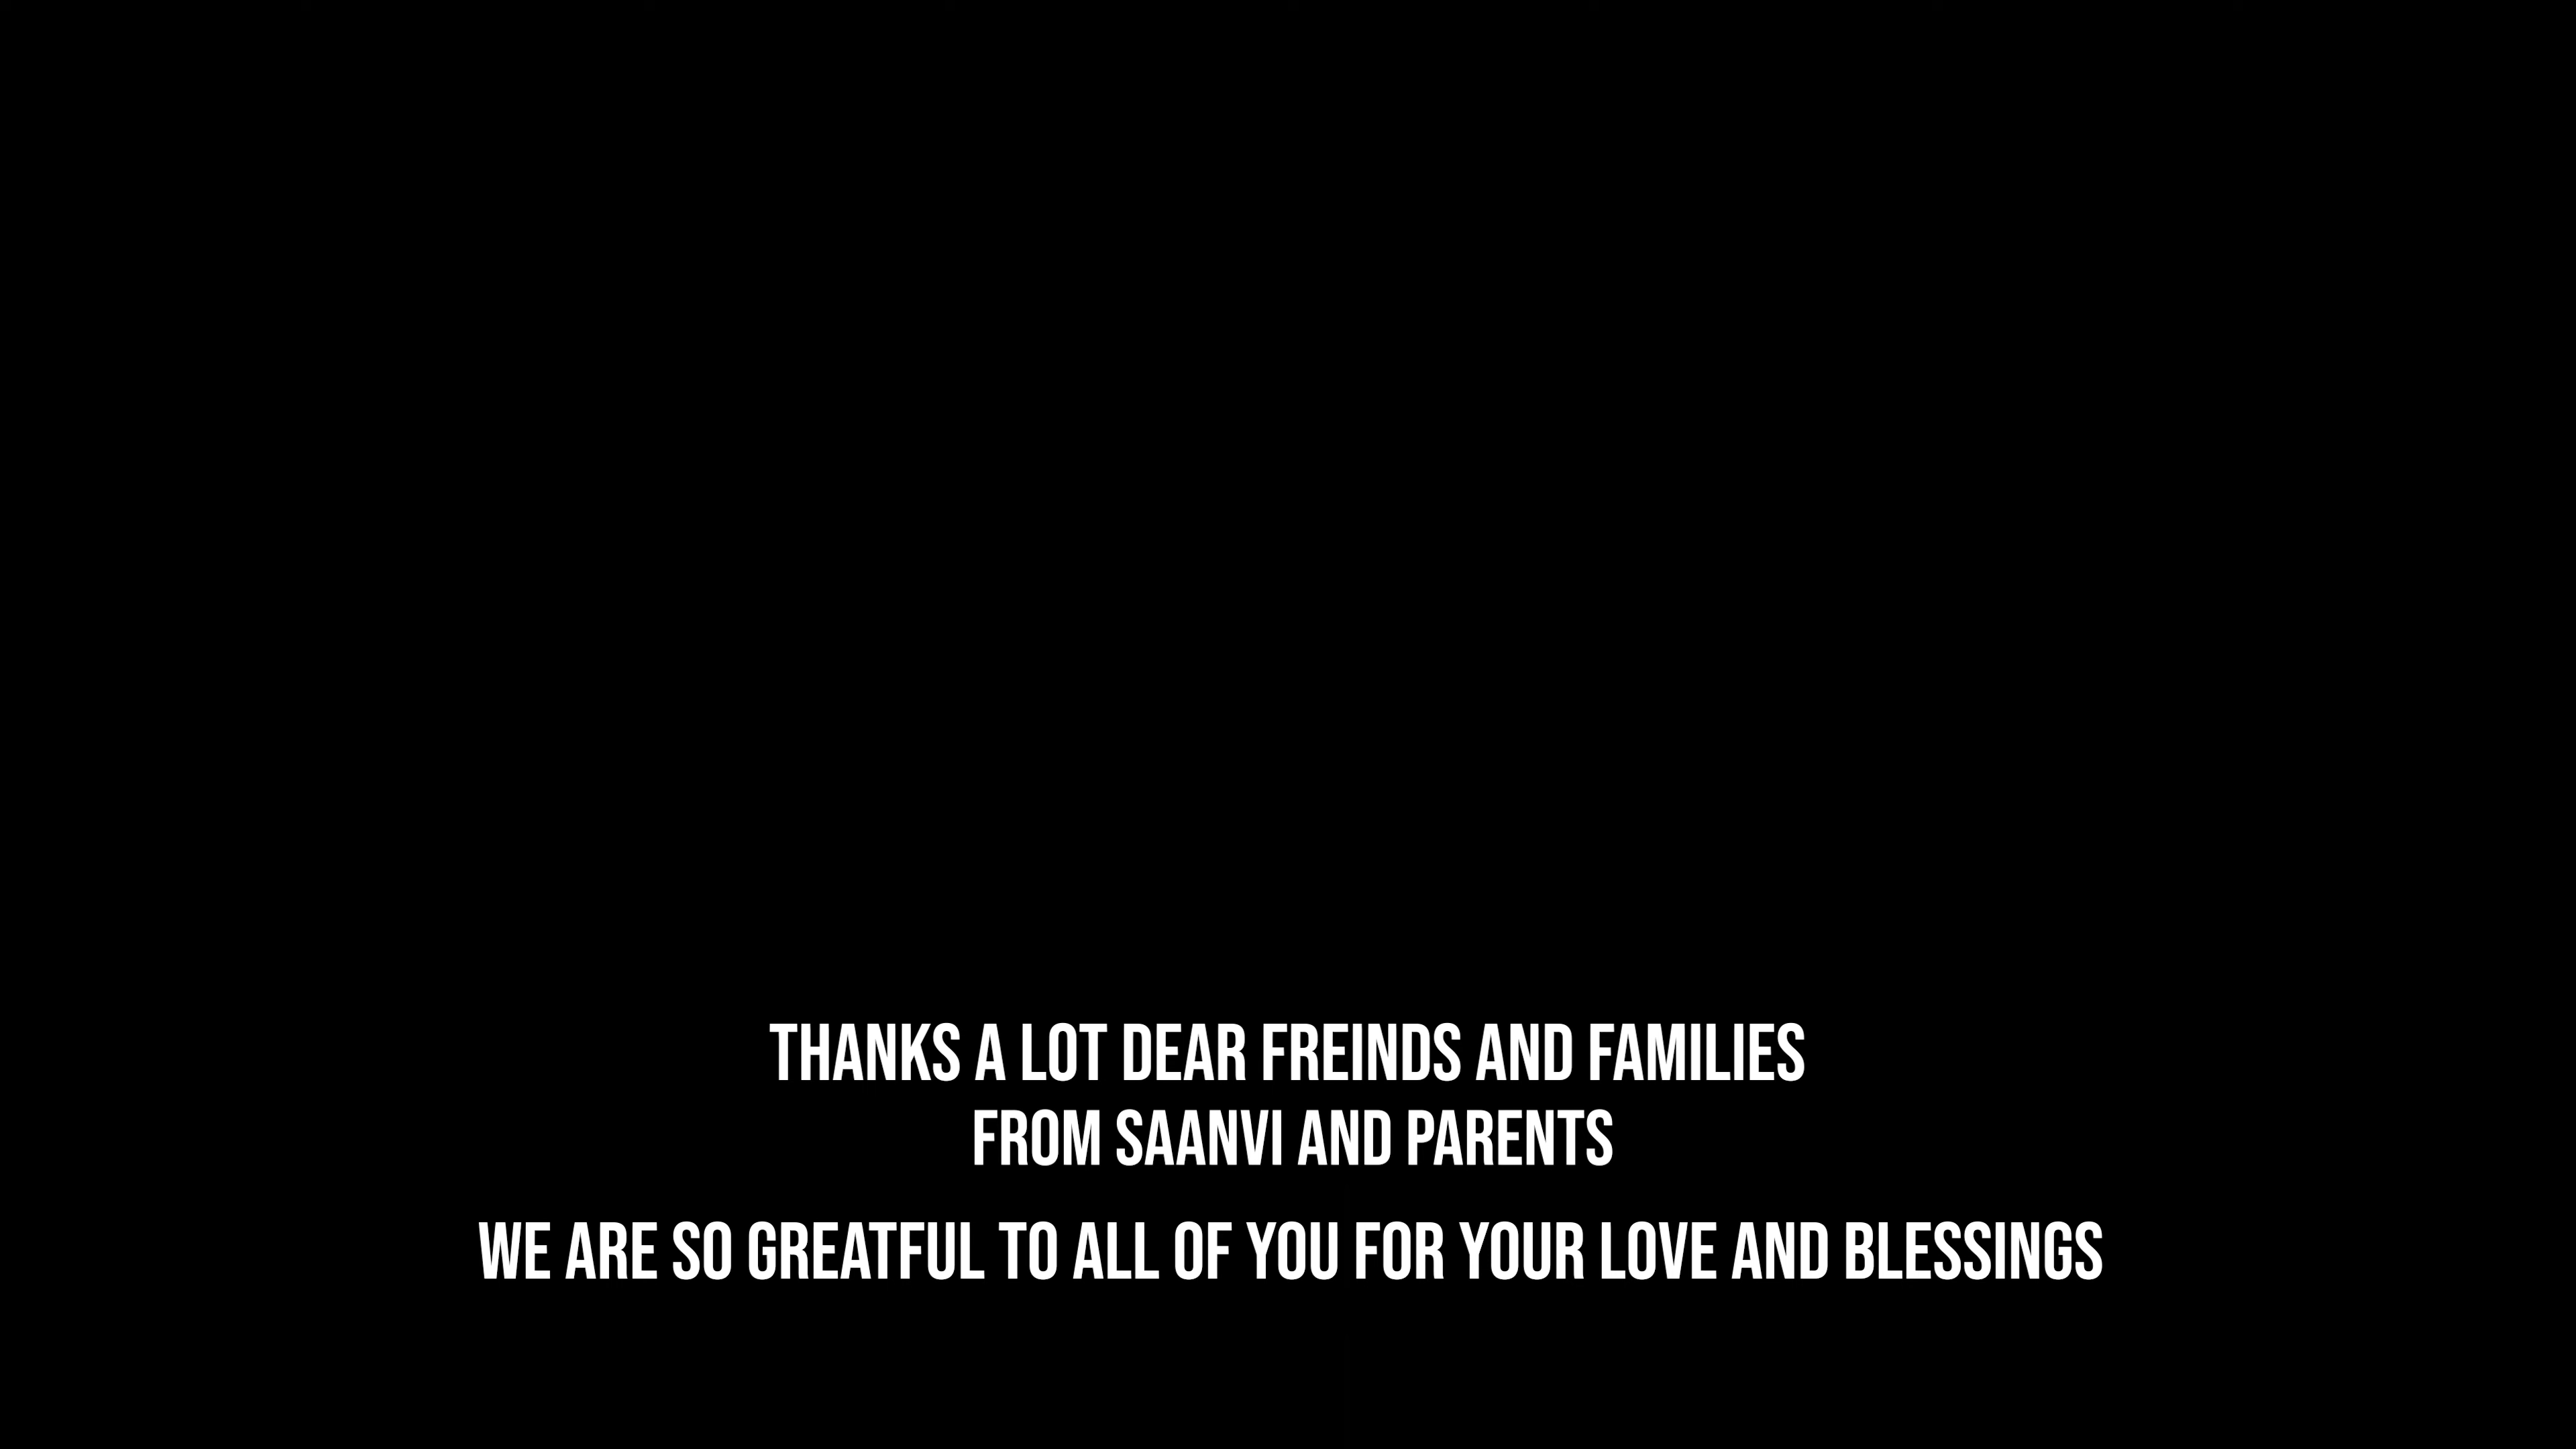 THANKS A LOT DEAR FREINDS AND FAMILIES
FROM SAANVI AND PARENTS
WE ARE SO GREATFUL TO ALL OF YOU FOR YOUR LOVE AND BLESSINGS